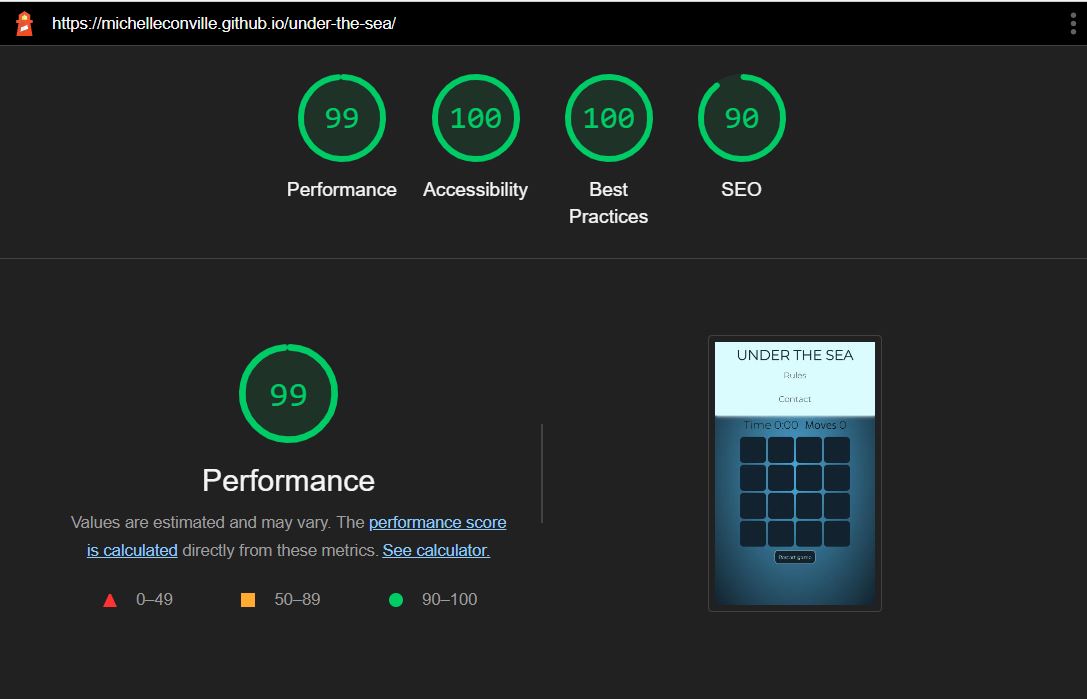 https://michelleconville.github.io/under-the-sea/
99
100
100
90
Performance
Accessibility
Best
Practices
SEO
99
Performance
Values are estimated and may vary. The performance score
is calculated directly from these metrics. See calculator.
0–49
50–89
90–100
UNDER THE SEA
Rules
Contact
Time 0:00 Moves 0
Restart game